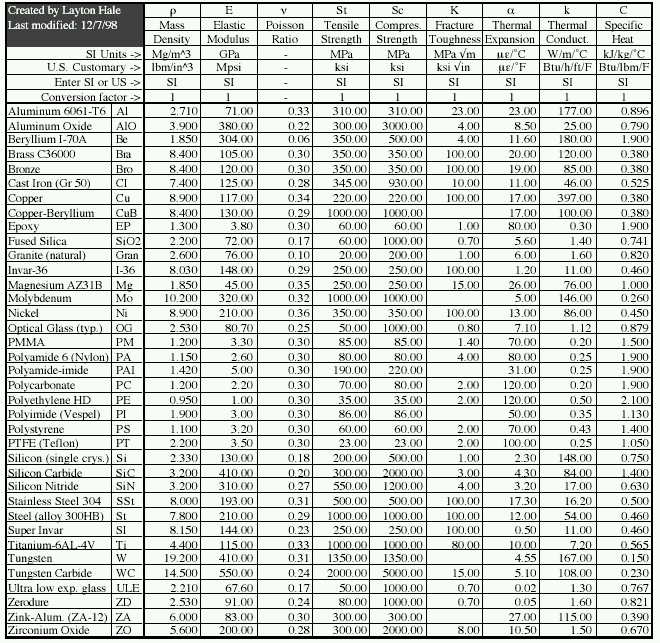 Created by Layton Hale ρ E ν St Sc K α k C
Last modified: 12/7/98 Mass Elastic Poisson Tensile Compres. Fracture Thermal Thermal Specific
Density Modulus Ratio Strength Strength Toughness Expansion Conduct. Heat
SI Units -> Mg/m^3 GPa - MPa MPa MPa √m με/°C W/m/°C kJ/kg/°C
U.S. Customary -> lbm/in^3 Mpsi - ksi ksi ksi √in με/°F Btu/h/ft/F Btu/lbm/F
Enter SI or US -> SI SI - SI SI SI SI SI SI
Conversion factor -> 1 1 - 1 1 1 1 1 1
Aluminum 6061-T6 Al 2.710 71.00 0.33 310.00 310.00 23.00 23.00 177.00 0.896
Aluminum Oxide AlO 3.900 380.00 0.22 300.00 3000.00 4.00 8.50 25.00 0.790
Beryllium I-70A Be 1.850 304.00 0.06 350.00 500.00 4.00 11.60 180.00 1.900
Brass C36000 Bra 8.400 105.00 0.30 350.00 350.00 100.00 20.00 120.00 0.380
Bronze Bro 8.400 120.00 0.30 350.00 350.00 100.00 19.00 85.00 0.380
Cast Iron (Gr 50) CI 7.400 125.00 0.28 345.00 930.00 10.00 11.00 46.00 0.525
Copper Cu 8.900 117.00 0.34 220.00 220.00 100.00 17.00 397.00 0.380
Copper-Beryllium CuB 8.400 130.00 0.29 1000.00 1000.00 17.00 100.00 0.380
Epoxy EP 1.300 3.80 0.30 60.00 60.00 1.00 80.00 0.30 1.900
Fused Silica SiO2 2.200 72.00 0.17 60.00 1000.00 0.70 5.60 1.40 0.741
Granite (natural) Gran 2.600 76.00 0.10 20.00 200.00 1.00 6.00 1.60 0.820
Invar-36 I-36 8.030 148.00 0.29 250.00 250.00 100.00 1.20 11.00 0.460
Magnesium AZ31B Mg 1.850 45.00 0.35 250.00 250.00 15.00 26.00 76.00 1.000
Molybdenum Mo 10.200 320.00 0.32 1000.00 1000.00 5.00 146.00 0.260
Nickel Ni 8.900 210.00 0.36 350.00 350.00 100.00 13.00 86.00 0.450
Optical Glass (typ.) OG 2.530 80.70 0.25 50.00 1000.00 0.80 7.10 1.12 0.879
PMMA PM 1.200 3.30 0.30 85.00 85.00 1.40 70.00 0.20 1.500
Polyamide 6 (Nylon) PA 1.150 2.60 0.30 80.00 80.00 4.00 80.00 0.25 1.900
Polyamide-imide PAI 1.420 5.00 0.30 190.00 220.00 31.00 0.25 1.900
Polycarbonate PC 1.200 2.20 0.30 70.00 80.00 2.00 120.00 0.20 1.900
Polyethylene HD PE 0.950 1.00 0.30 35.00 35.00 2.00 120.00 0.50 2.100
Polyimide (Vespel) PI 1.900 3.00 0.30 86.00 86.00 50.00 0.35 1.130
Polystyrene PS 1.100 3.20 0.30 60.00 60.00 2.00 70.00 0.43 1.400
PTFE (Teflon) PT 2.200 3.50 0.30 23.00 23.00 2.00 100.00 0.25 1.050
Silicon (single crys.) Si 2.330 130.00 0.18 200.00 500.00 1.00 2.30 148.00 0.750
Silicon Carbide SiC 3.200 410.00 0.20 300.00 2000.00 3.00 4.30 84.00 1.400
Silicon Nitride SiN 3.200 310.00 0.27 550.00 1200.00 4.00 3.20 17.00 0.630
Stainless Steel 304 SSt 8.000 193.00 0.31 500.00 500.00 100.00 17.30 16.20 0.500
Steel (alloy 300HB) St 7.800 210.00 0.29 1000.00 1000.00 100.00 12.00 54.00 0.460
Super Invar SI 8.150 144.00 0.23 250.00 250.00 100.00 0.50 11.00 0.460
Titanium-6AL-4V Ti 4.400 115.00 0.33 1000.00 1000.00 80.00 10.00 7.20 0.565
Tungsten W 19.200 410.00 0.31 1350.00 1350.00 4.55 167.00 0.150
Tungsten Carbide WC 14.500 550.00 0.24 2000.00 5000.00 15.00 5.10 108.00 0.230
Ultra low exp. glass ULE 2.210 67.60 0.17 50.00 1000.00 0.70 0.02 1.30 0.767
Zerodure ZD 2.530 91.00 0.24 80.00 1000.00 0.70 0.05 1.60 0.821
Zink-Alum. (ZA-12) ZA 6.000 83.00 0.30 300.00 300.00 27.00 115.00 0.390
Zirconium Oxide ZO 5.600 200.00 0.28 300.00 2000.00 8.00 10.50 1.50 0.670